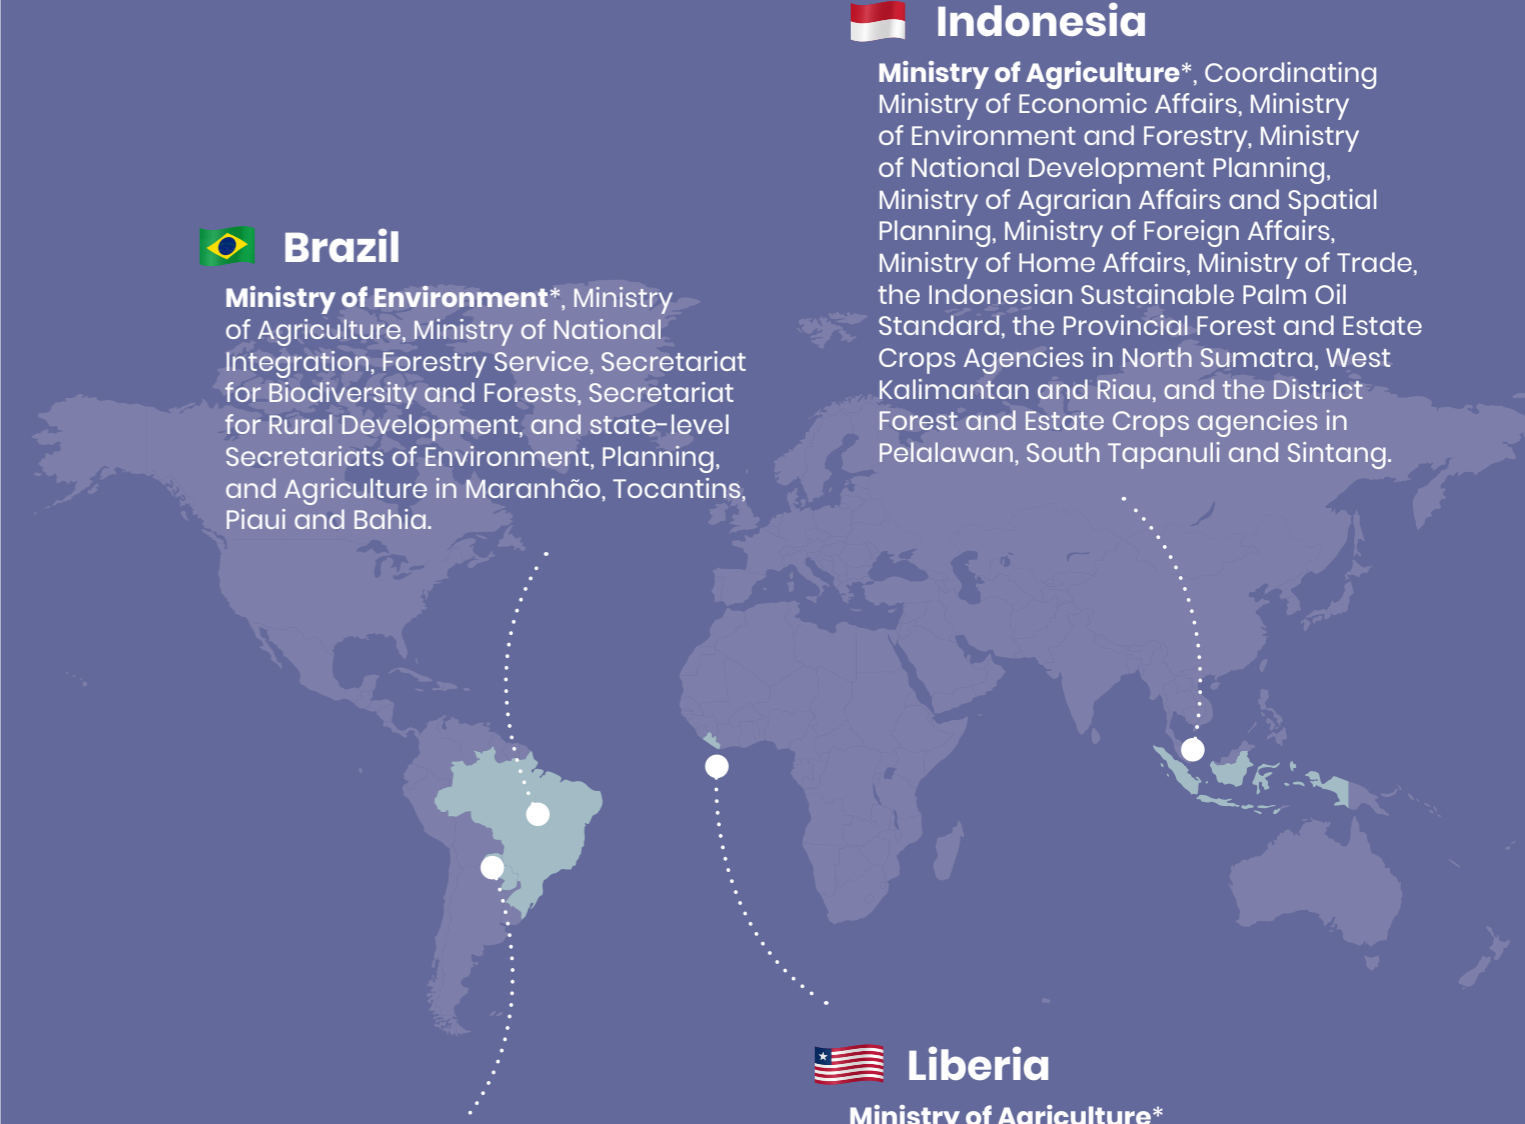 Indonesia
Ministry of Agriculture*, Coordinating
Ministry of Economic Affairs, Ministry
of Environment and Forestry, Ministry
of National Development Planning,
Ministry of Agrarian Affairs and Spatial
Planning, Ministry of Foreign Affairs,
Ministry of Home Affairs, Ministry of Trade,
the Indonesian Sustainable Palm Oil
Standard, the Provincial Forest and Estate
Crops Agencies in North Sumatra, West
Kalimantan and Riau, and the District
Forest and Estate Crops agencies in
Pelalawan, South Tapanuli and Sintang.
Brazil
Ministry of Environment*, Ministry
of Agriculture, Ministry of National
Integration, Forestry Service, Secretariat
for Biodiversity and Forests, Secretariat
for Rural Development, and state-level
Secretariats of Environment, Planning,
and Agriculture in Maranhão, Tocantins,
Piaui and Bahia.
Liberia
Ministry of Agriculture*